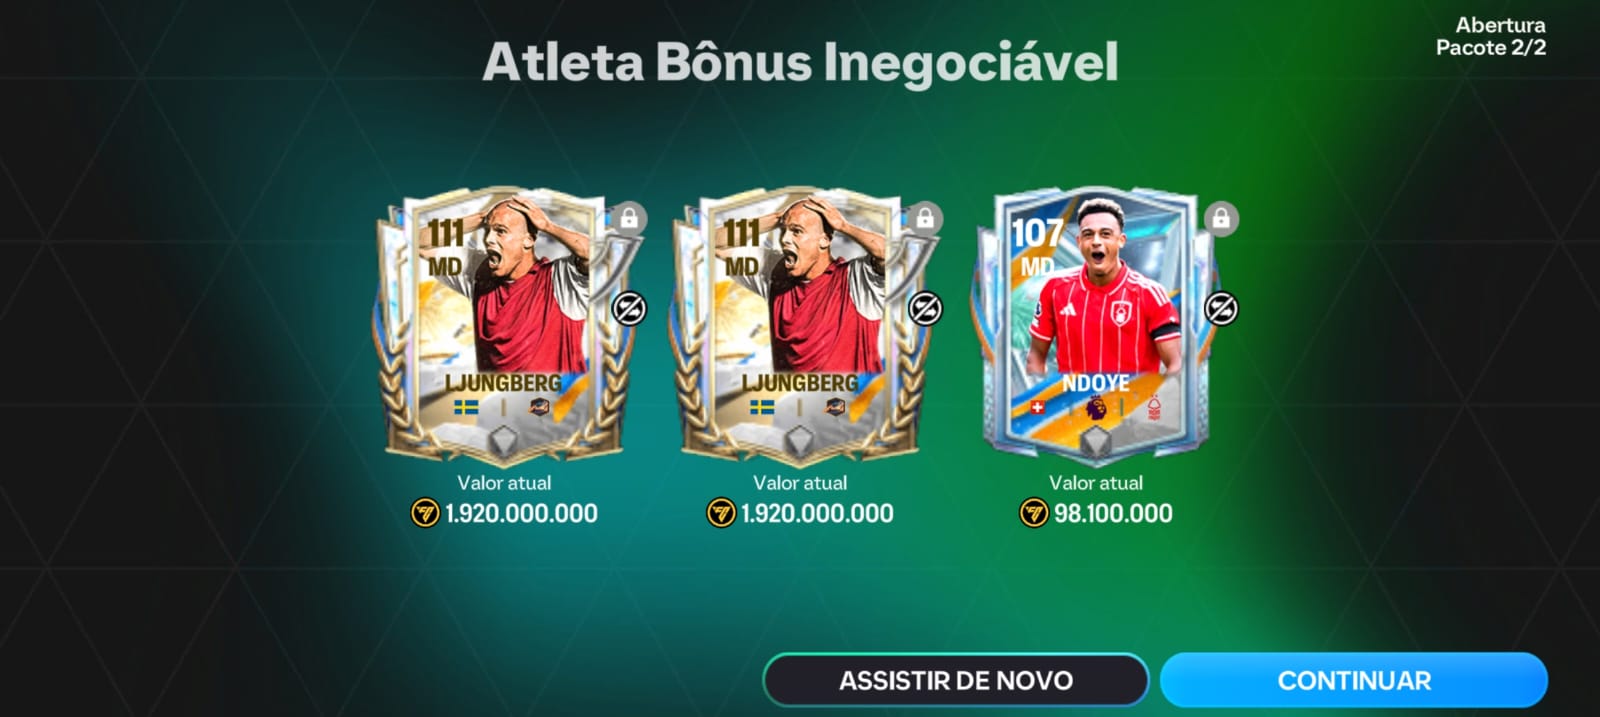 Abertura
Pacote 2/2
Atleta Bônus Inegociável
111
MD
LJUNGBERG
Valor atual
1.920.000.000
111
MD
LJUNGBERG
Valor atual
1.920.000.000
107
MD
NDOYE
Valor atual
98.100.000
ASSISTIR DE NOVO
CONTINUAR